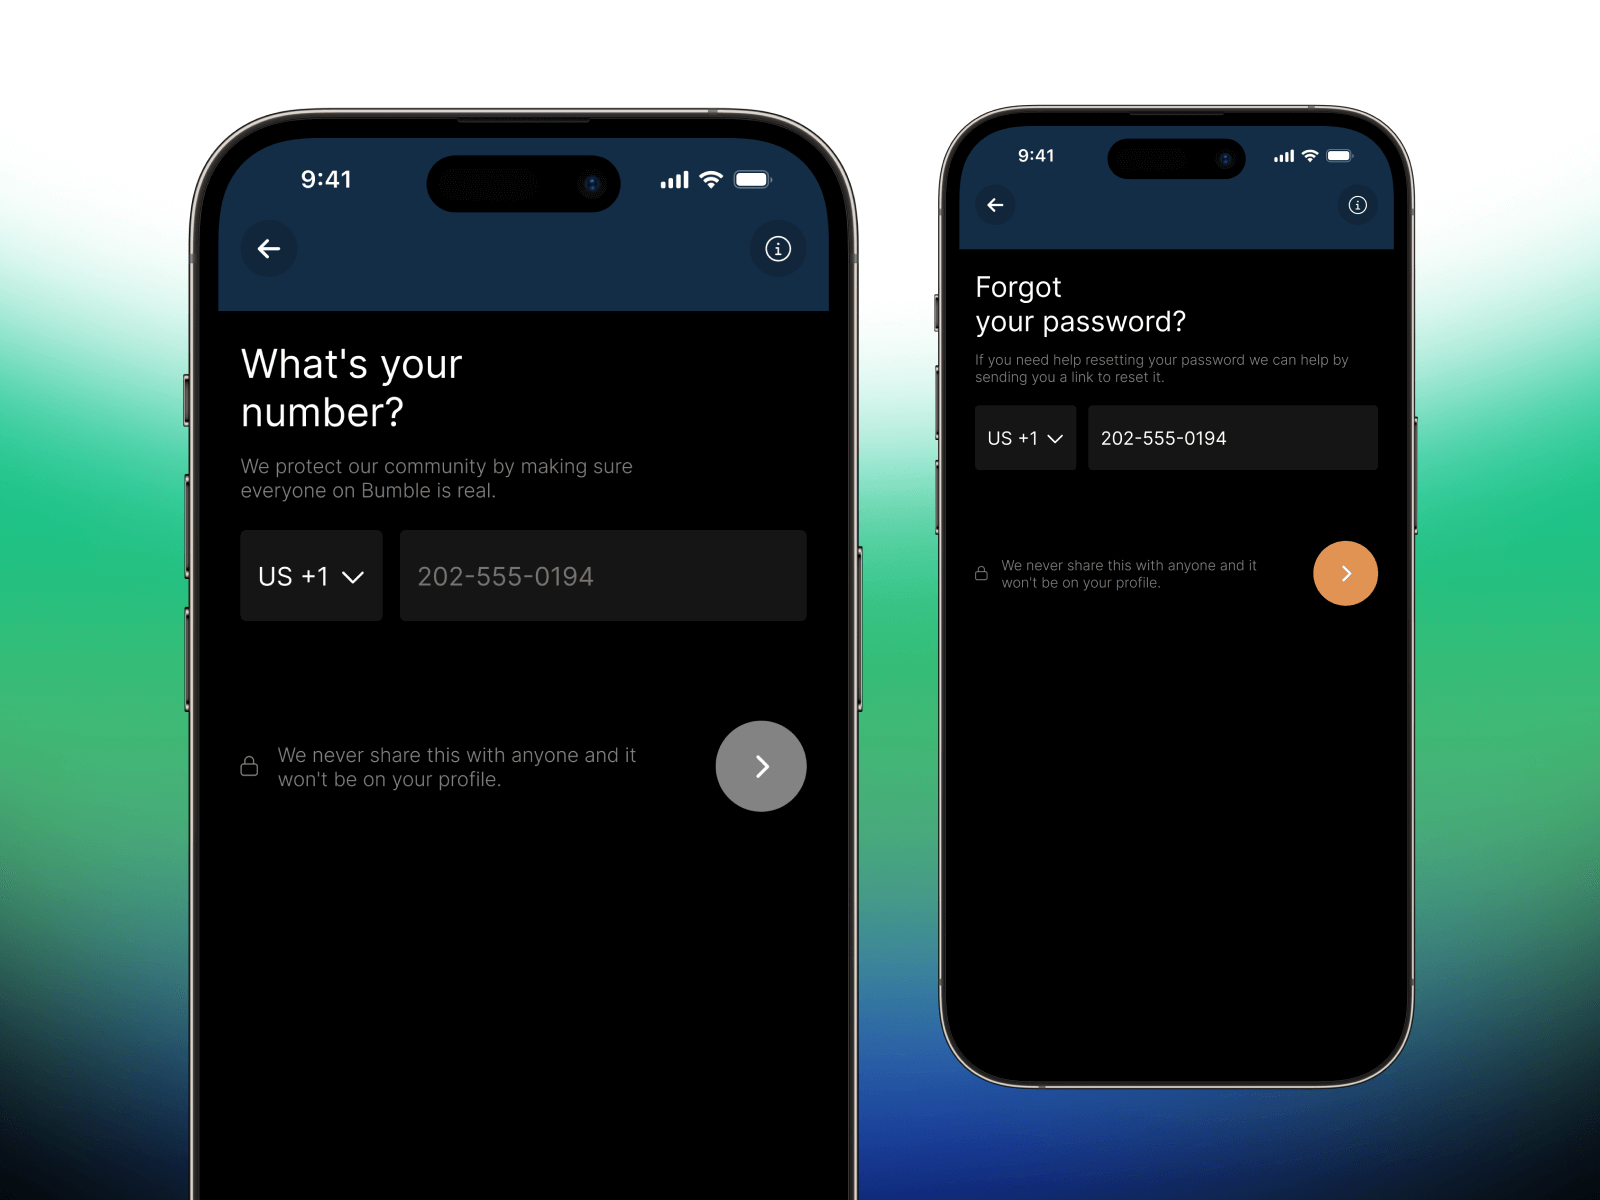 9:41
What's your
number?
We protect our community by making sure
everyone on Bumble is real.
US +1
202-555-0194
We never share this with anyone and it
won't be on your profile.
9:41
Forgot
your password?
If you need help resetting your password we can help by
sending you a link to reset it.
US +1
202-555-0194
We never share this with anyone and it
won't be on your profile.